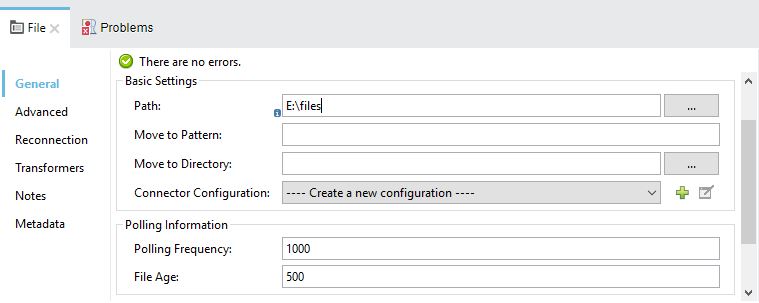 File
Problems
There are no errors.
General
Advanced
Reconnection
Transformers
Notes
Metadata
Basic Settings
Path: E:\files ...
Move to Pattern:
Move to Directory: ...
Connector Configuration: ---- Create a new configuration ----
Polling Information
Polling Frequency: 1000
File Age: 500